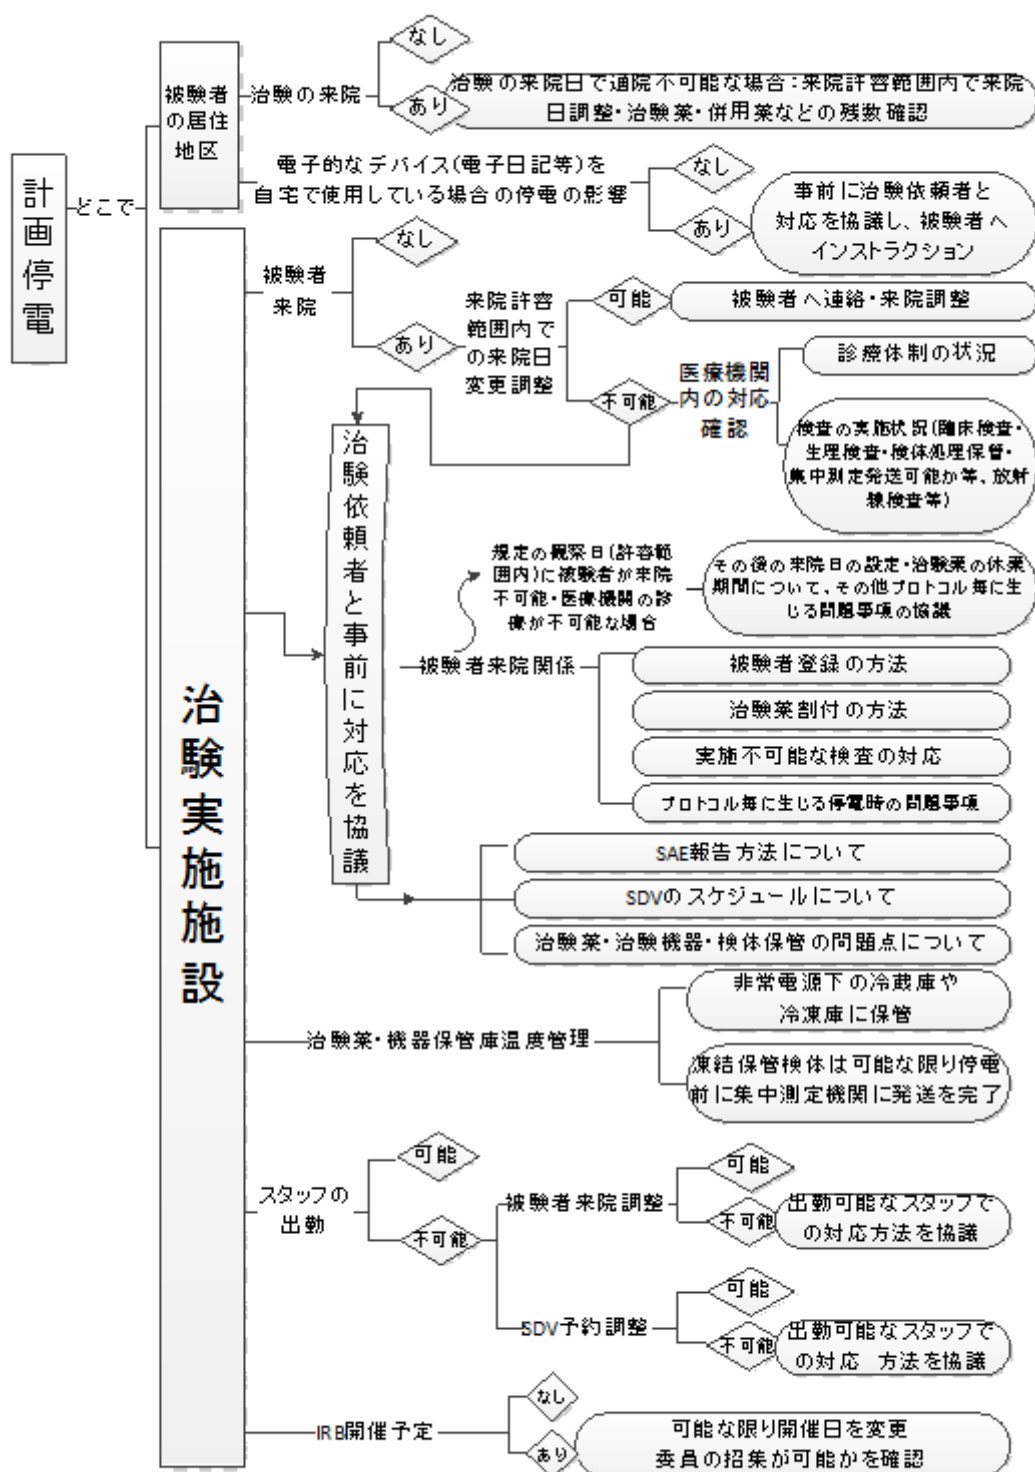 計画停電
どこで
被験者
の居住
地区
治験の来院
なし
あり
治験の来院日で通院不可能な場合：来院許容範囲内で来院
日調整・治験薬・併用薬などの残数確認
電子的なデバイス(電子日記等)を
自宅で使用している場合の停電の影響
なし
あり
事前に治験依頼者と
対応を協議し、被験者へ
インストラクション
治験実施施設
被験者
来院
なし
あり
来院許容
範囲内で
の来院日
変更調整
可能
被験者へ連絡・来院調整
不可能
医療機関
内の対応
確認
診療体制の状況
検査の実施状況(臨床検査・
生理検査・検体処理保管・
集中測定発送可能か等、放射
線検査等)
治験依頼者と事前に対応を協議
規定の観察日(許容範
囲内)に被験者が来院
不可能・医療機関の診
療が不可能な場合
その後の来院日の設定・治験薬の休薬
期間について、その他プロトコル毎に生
じる問題事項の協議
被験者来院関係
被験者登録の方法
治験薬割付の方法
実施不可能な検査の対応
プロトコル毎に生じる停電時の問題事項
SAE報告方法について
SDVのスケジュールについて
治験薬・治験機器・検体保管の問題点について
治験薬・機器保管庫温度管理
非常電源下の冷蔵庫や
冷凍庫に保管
凍結保管検体は可能な限り停電
前に集中測定機関に発送を完了
スタッフの
出勤
可能
不可能
被験者来院調整
可能
不可能
出勤可能なスタッフで
の対応方法を協議
SDV予約調整
可能
不可能
出勤可能なスタッフで
の対応　方法を協議
IRB開催予定
なし
あり
可能な限り開催日を変更
委員の招集が可能かを確認